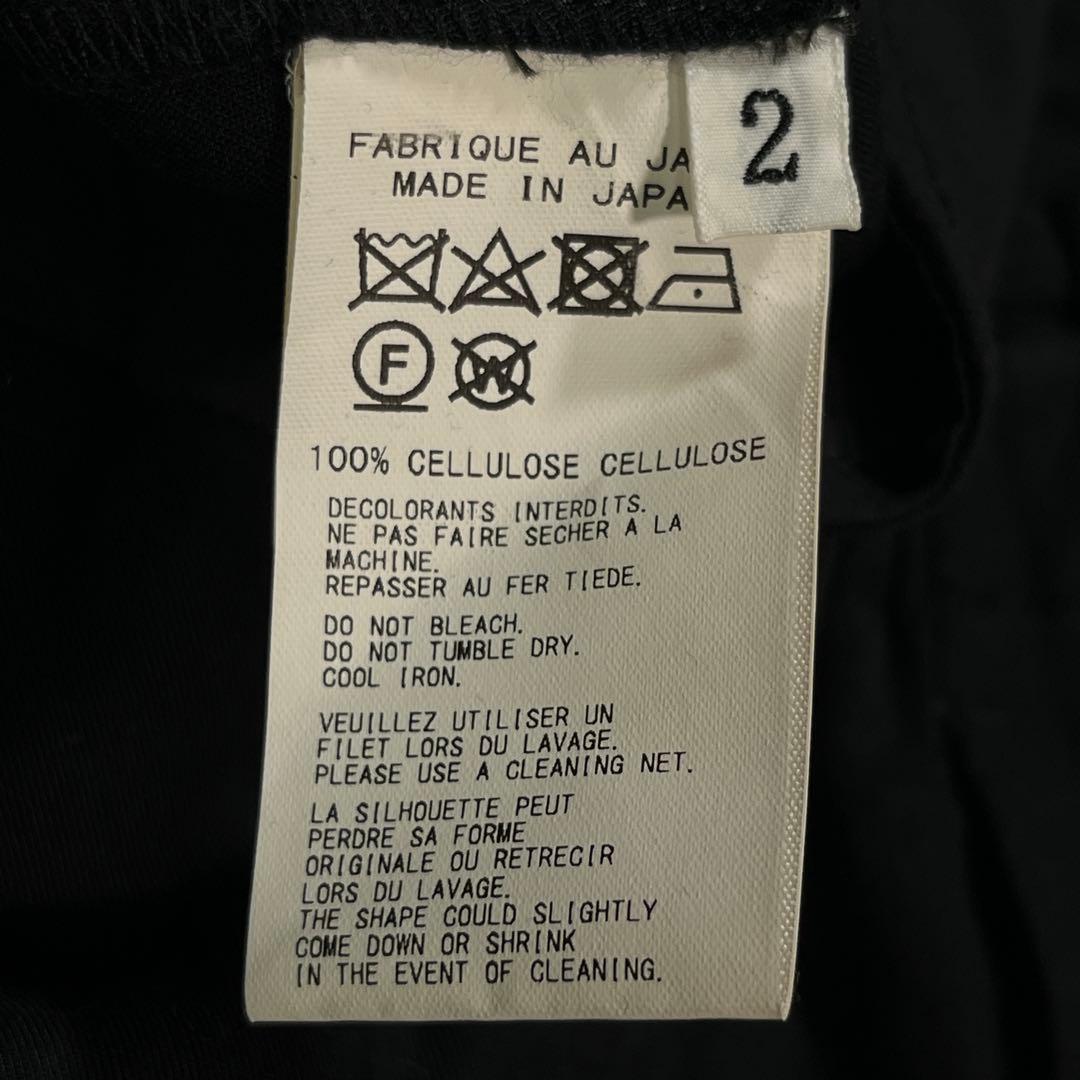 FABRIQUE AU JA
MADE IN JAPA
2
F
W
100% CELLULOSE CELLULOSE
DECOLORANTS INTERDITS.
NE PAS FAIRE SECHER A LA
MACHINE.
REPASSER AU FER TIEDE.
DO NOT BLEACH.
DO NOT TUMBLE DRY.
COOL IRON.
VEUILLEZ UTILISER UN
FILET LORS DU LAVAGE.
PLEASE USE A CLEANING NET.
LA SILHOUETTE PEUT
PERDRE SA FORME
ORIGINALE OU RETRECIR
LORS DU LAVAGE.
THE SHAPE COULD SLIGHTLY
COME DOWN OR SHRINK
IN THE EVENT OF CLEANING.